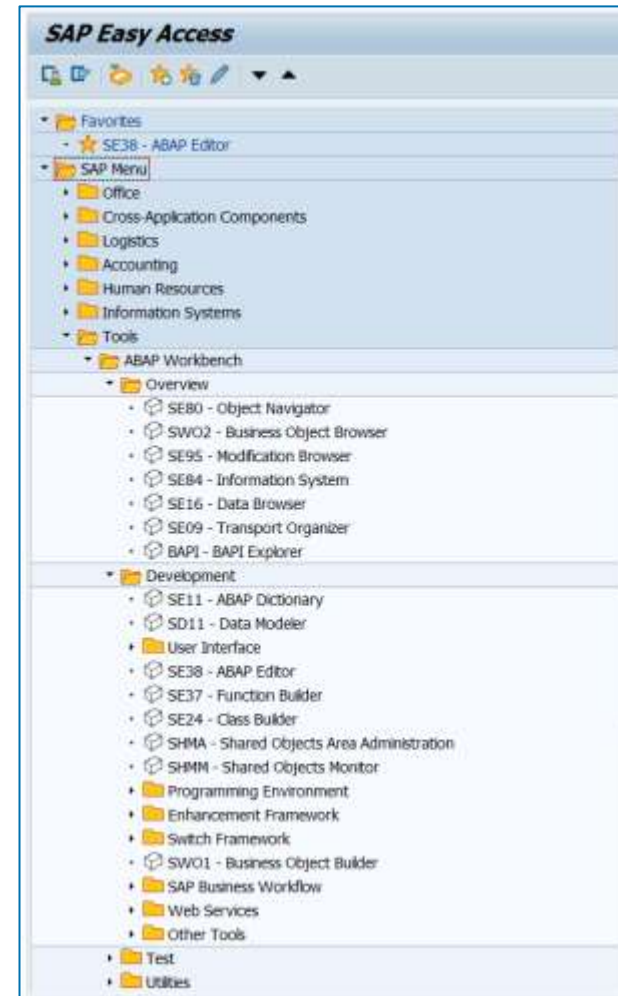 SAP Easy Access
Favorites
SE38 - ABAP Editor
SAP Menu
Office
Cross-Application Components
Logistics
Accounting
Human Resources
Information Systems
Tools
ABAP Workbench
Overview
SE80 - Object Navigator
SWO2 - Business Object Browser
SE95 - Modification Browser
SE84 - Information System
SE16 - Data Browser
SE09 - Transport Organizer
BAPI - BAPI Explorer
Development
SE11 - ABAP Dictionary
SD11 - Data Modeler
User Interface
SE38 - ABAP Editor
SE37 - Function Builder
SE24 - Class Builder
SHMA - Shared Objects Area Administration
SHMM - Shared Objects Monitor
Programming Environment
Enhancement Framework
Switch Framework
SWO1 - Business Object Builder
SAP Business Workflow
Web Services
Other Tools
Test
Utilities